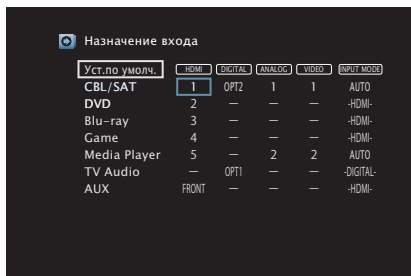 Назначение входа
Уст.по умолч. HDMI DIGITAL ANALOG VIDEO INPUT MODE
CBL/SAT 1 OPT2 1 1 AUTO
DVD 2 — — — -HDMI-
Blu-ray 3 — — — -HDMI-
Game 4 — — — -HDMI-
Media Player 5 — 2 2 AUTO
TV Audio — OPT1 — — -DIGITAL-
AUX FRONT — — — -HDMI-